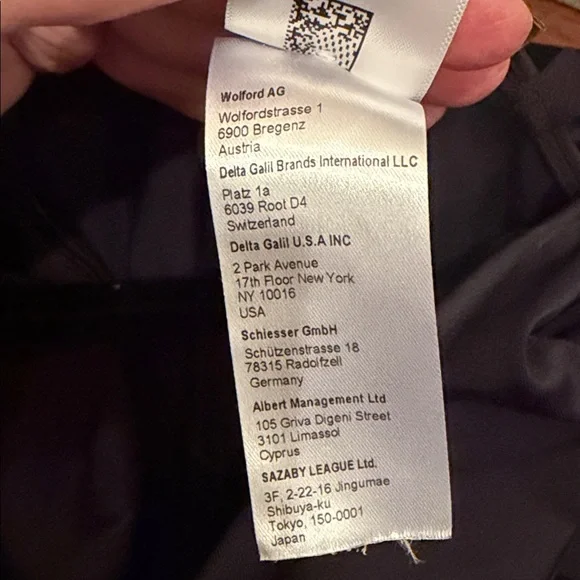 Wolford AG
Wolfordstrasse 1
6900 Bregenz
Austria
Delta Galil Brands International LLC
Platz 1a
6039 Root D4
Switzerland
Delta Galil U.S.A INC
2 Park Avenue
17th Floor New York
NY 10016
USA
Schiesser GmbH
Schützenstrasse 18
78315 Radolfzell
Germany
Albert Management Ltd
105 Griva Digeni Street
3101 Limassol
Cyprus
SAZABY LEAGUE Ltd.
3F, 2-22-16 Jingumae
Shibuya-ku
Tokyo, 150-0001
Japan